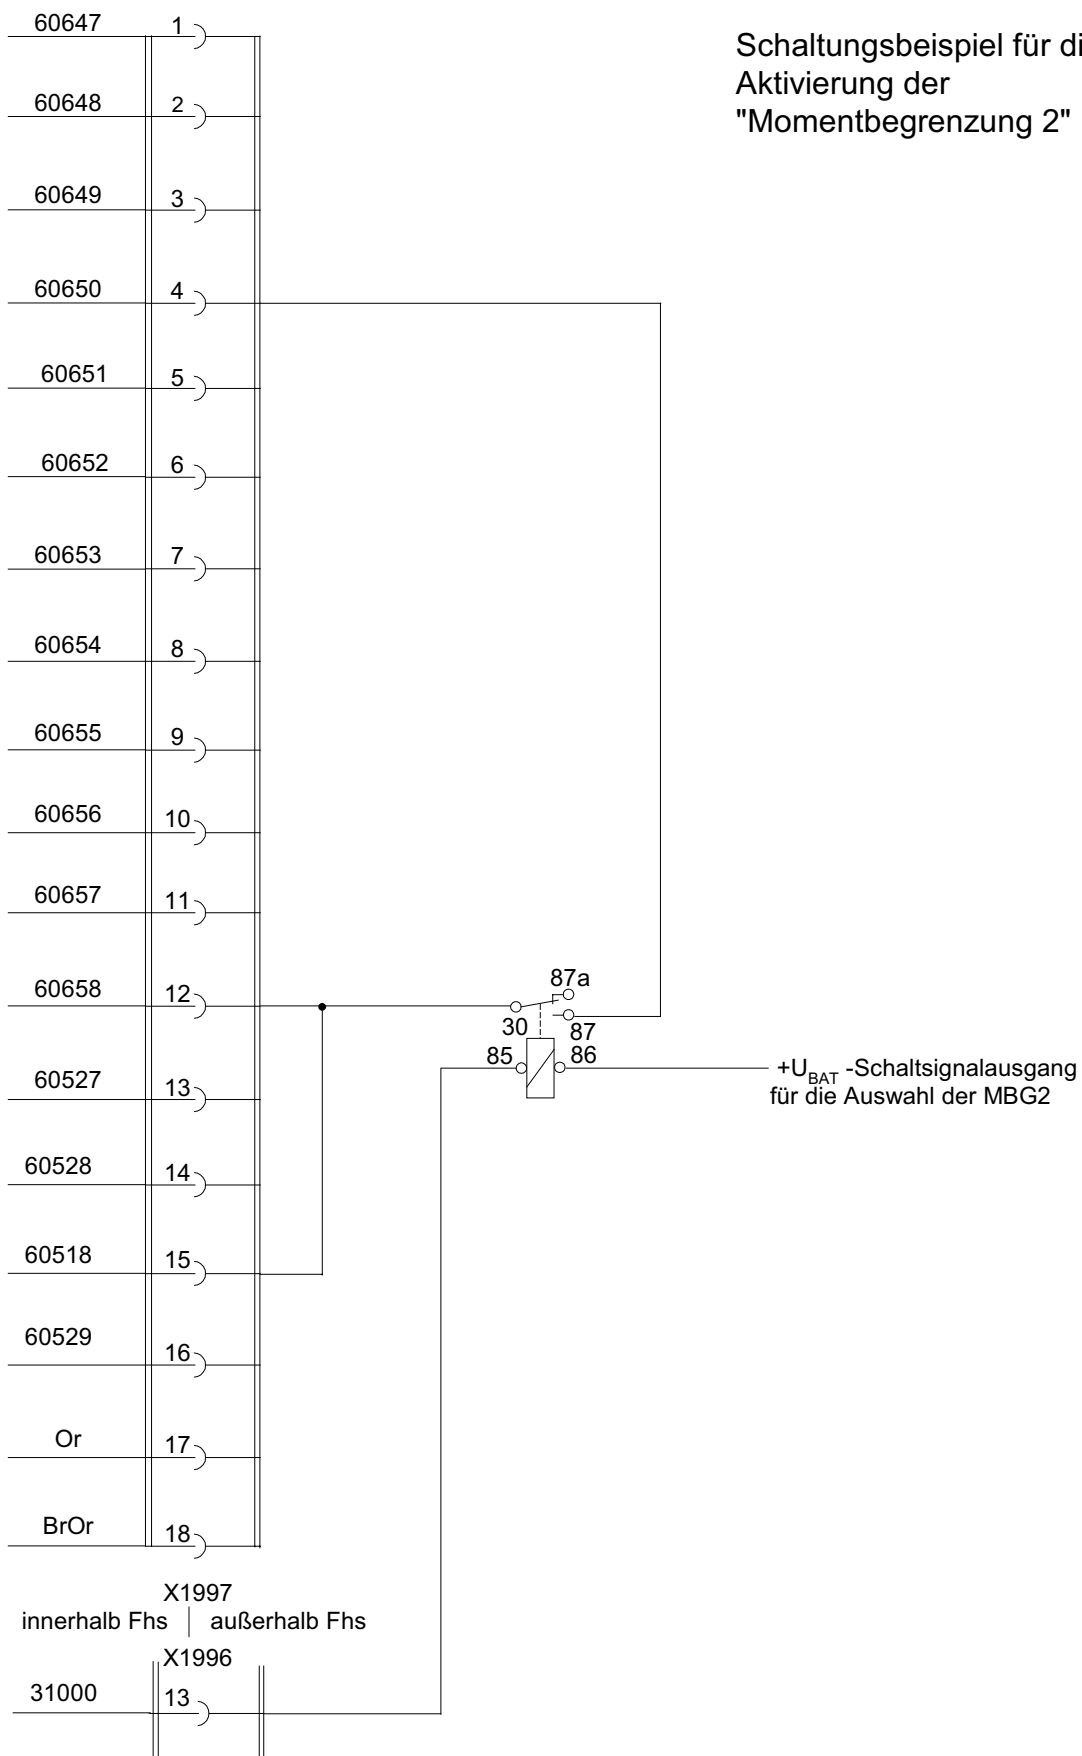 60647 1
Schaltungsbeispiel für di
Aktivierung der
"Momentbegrenzung 2"
60648 2
60649 3
60650 4
60651 5
60652 6
60653 7
60654 8
60655 9
60656 10
60657 11
87a
60658 12
30 87
85 86
+UBAT -Schaltsignalausgang
für die Auswahl der MBG2
60527 13
60528 14
60518 15
60529 16
Or 17
BrOr 18
X1997
innerhalb Fhs außerhalb Fhs
X1996
31000 13